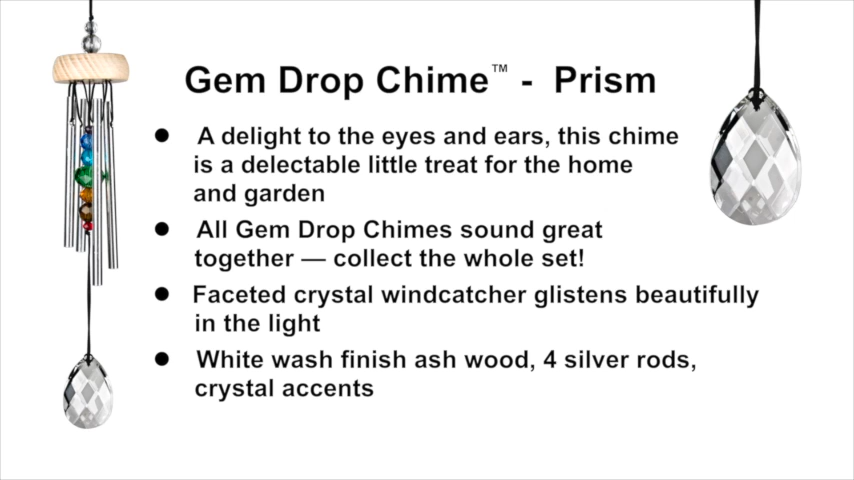 Gem Drop Chime™ - Prism
● A delight to the eyes and ears, this chime
is a delectable little treat for the home
and garden
● All Gem Drop Chimes sound great
together — collect the whole set!
● Faceted crystal windcatcher glistens beautifully
in the light
● White wash finish ash wood, 4 silver rods,
crystal accents